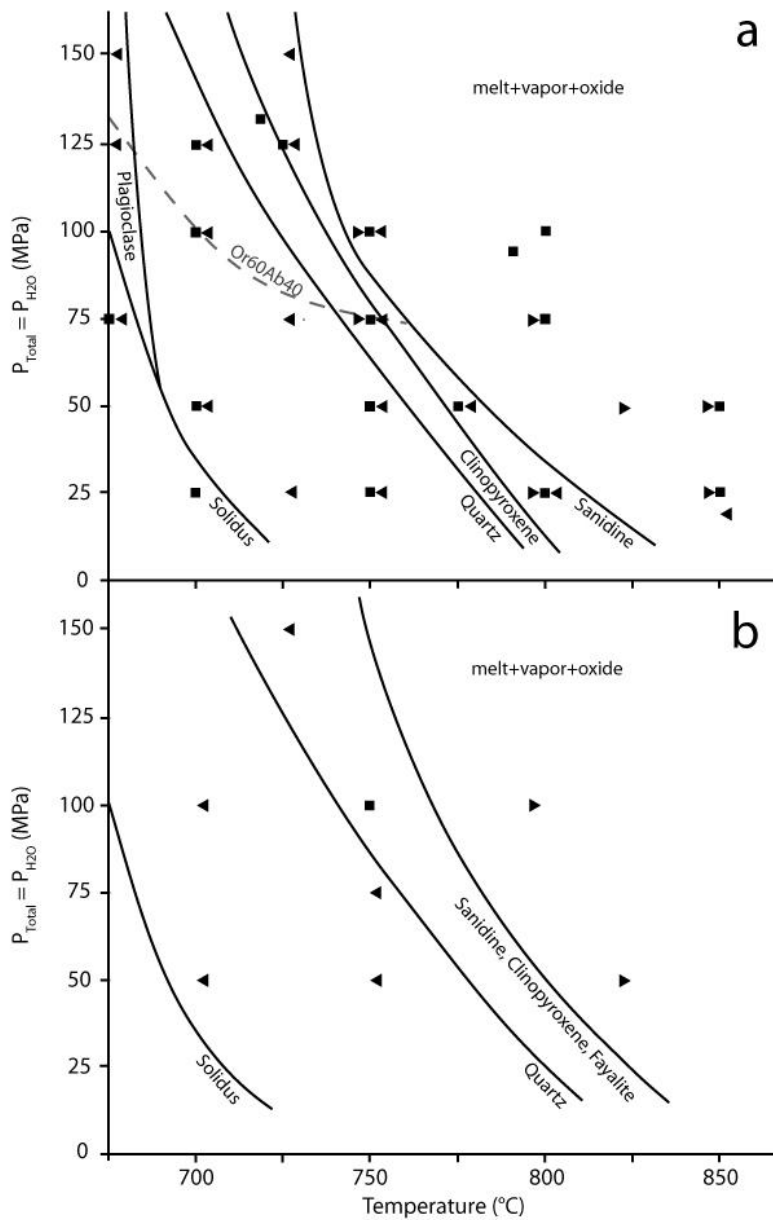 a
150
melt+vapor+oxide
125
Plagioclase
100
Or60Ab40
75
50
25
Solidus
Quartz
Clinopyroxene
Sanidine
0
P_Total = P_H2O (MPa)
b
150
melt+vapor+oxide
125
100
75
50
25
Solidus
Quartz
Sanidine, Clinopyroxene, Fayalite
0
P_Total = P_H2O (MPa)
700
750
800
850
Temperature (°C)